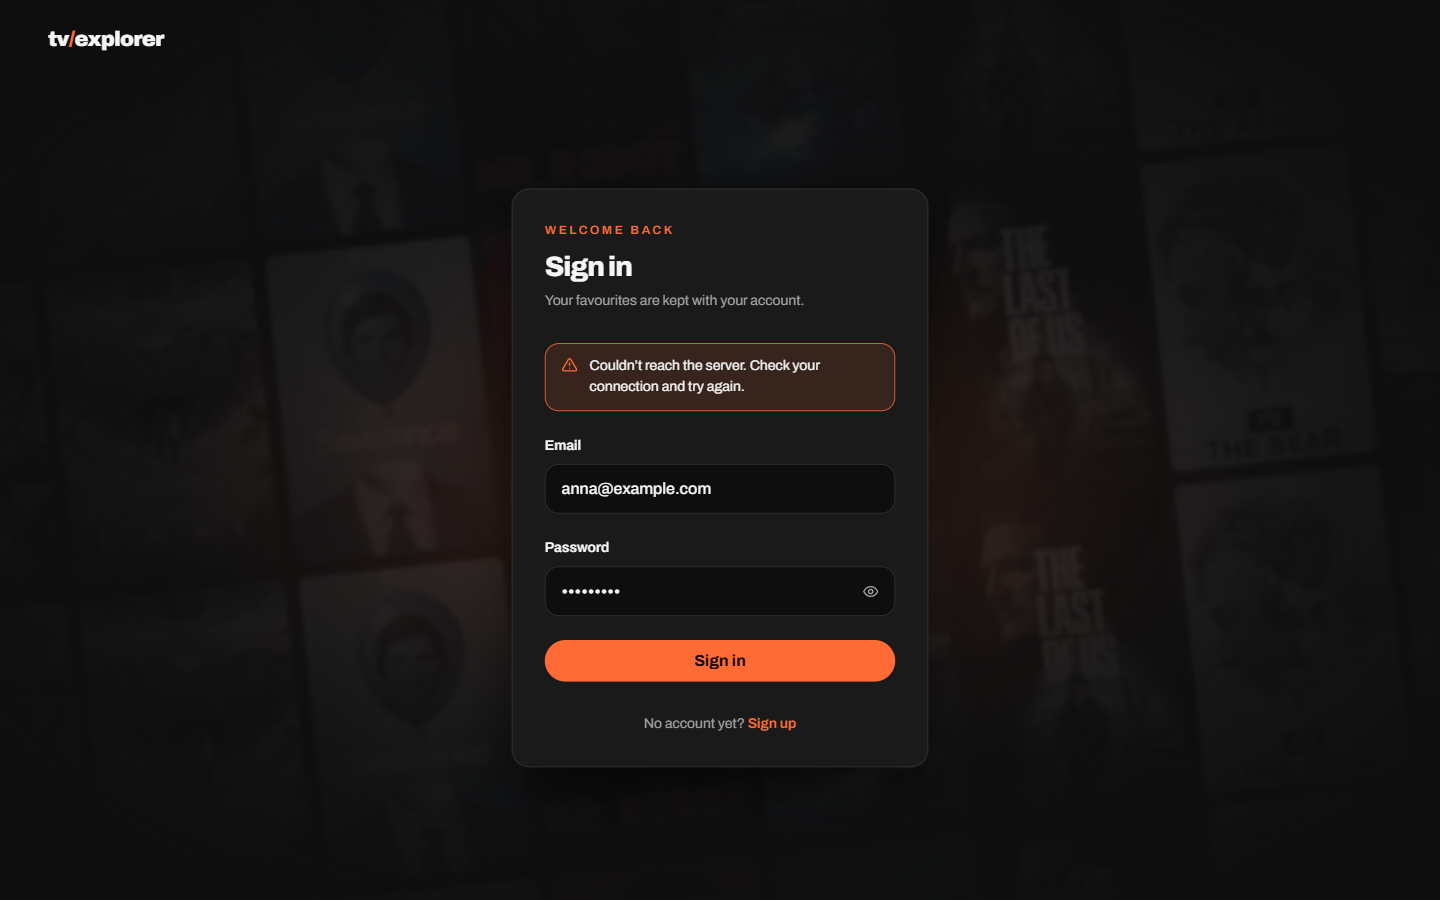 tv/explorer
WELCOME BACK
Sign in
Your favourites are kept with your account.
Couldn’t reach the server. Check your
connection and try again.
Email
anna@example.com
Password
•••••••••
Sign in
No account yet? Sign up
Severance
THE
LAST
OF US
THE BEAR
THE
LAST
OF US